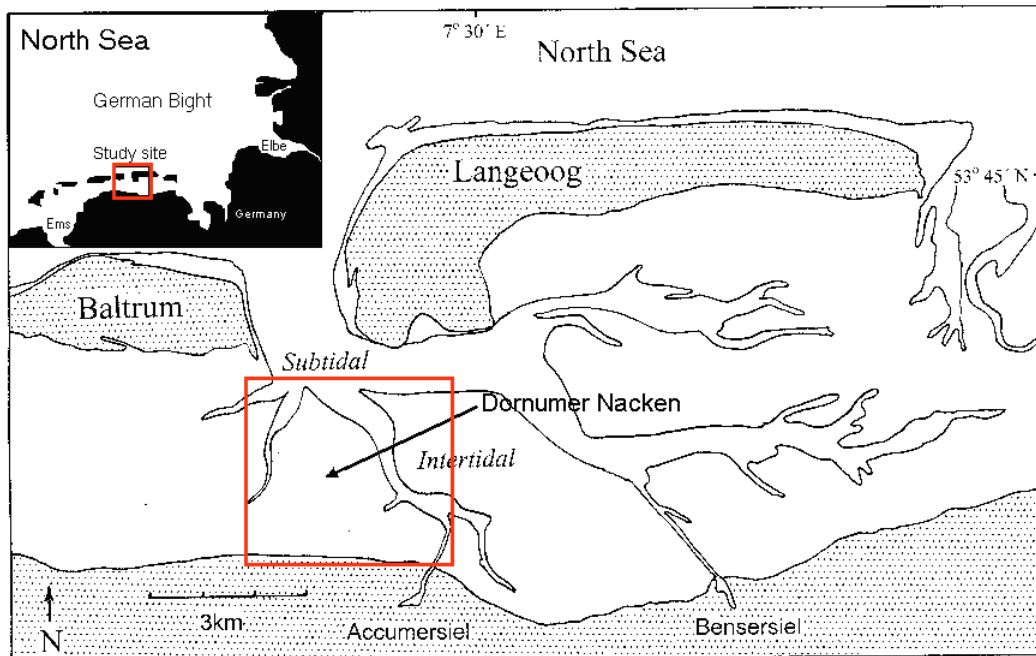 North Sea
German Bight
Study site
Elbe
Ems
Germany
7° 30´ E
North Sea
Langeoog
53° 45´ N
Baltrum
Subtidal
Dornumer Nacken
Intertidal
N
3km
Accumersiel
Bensersiel